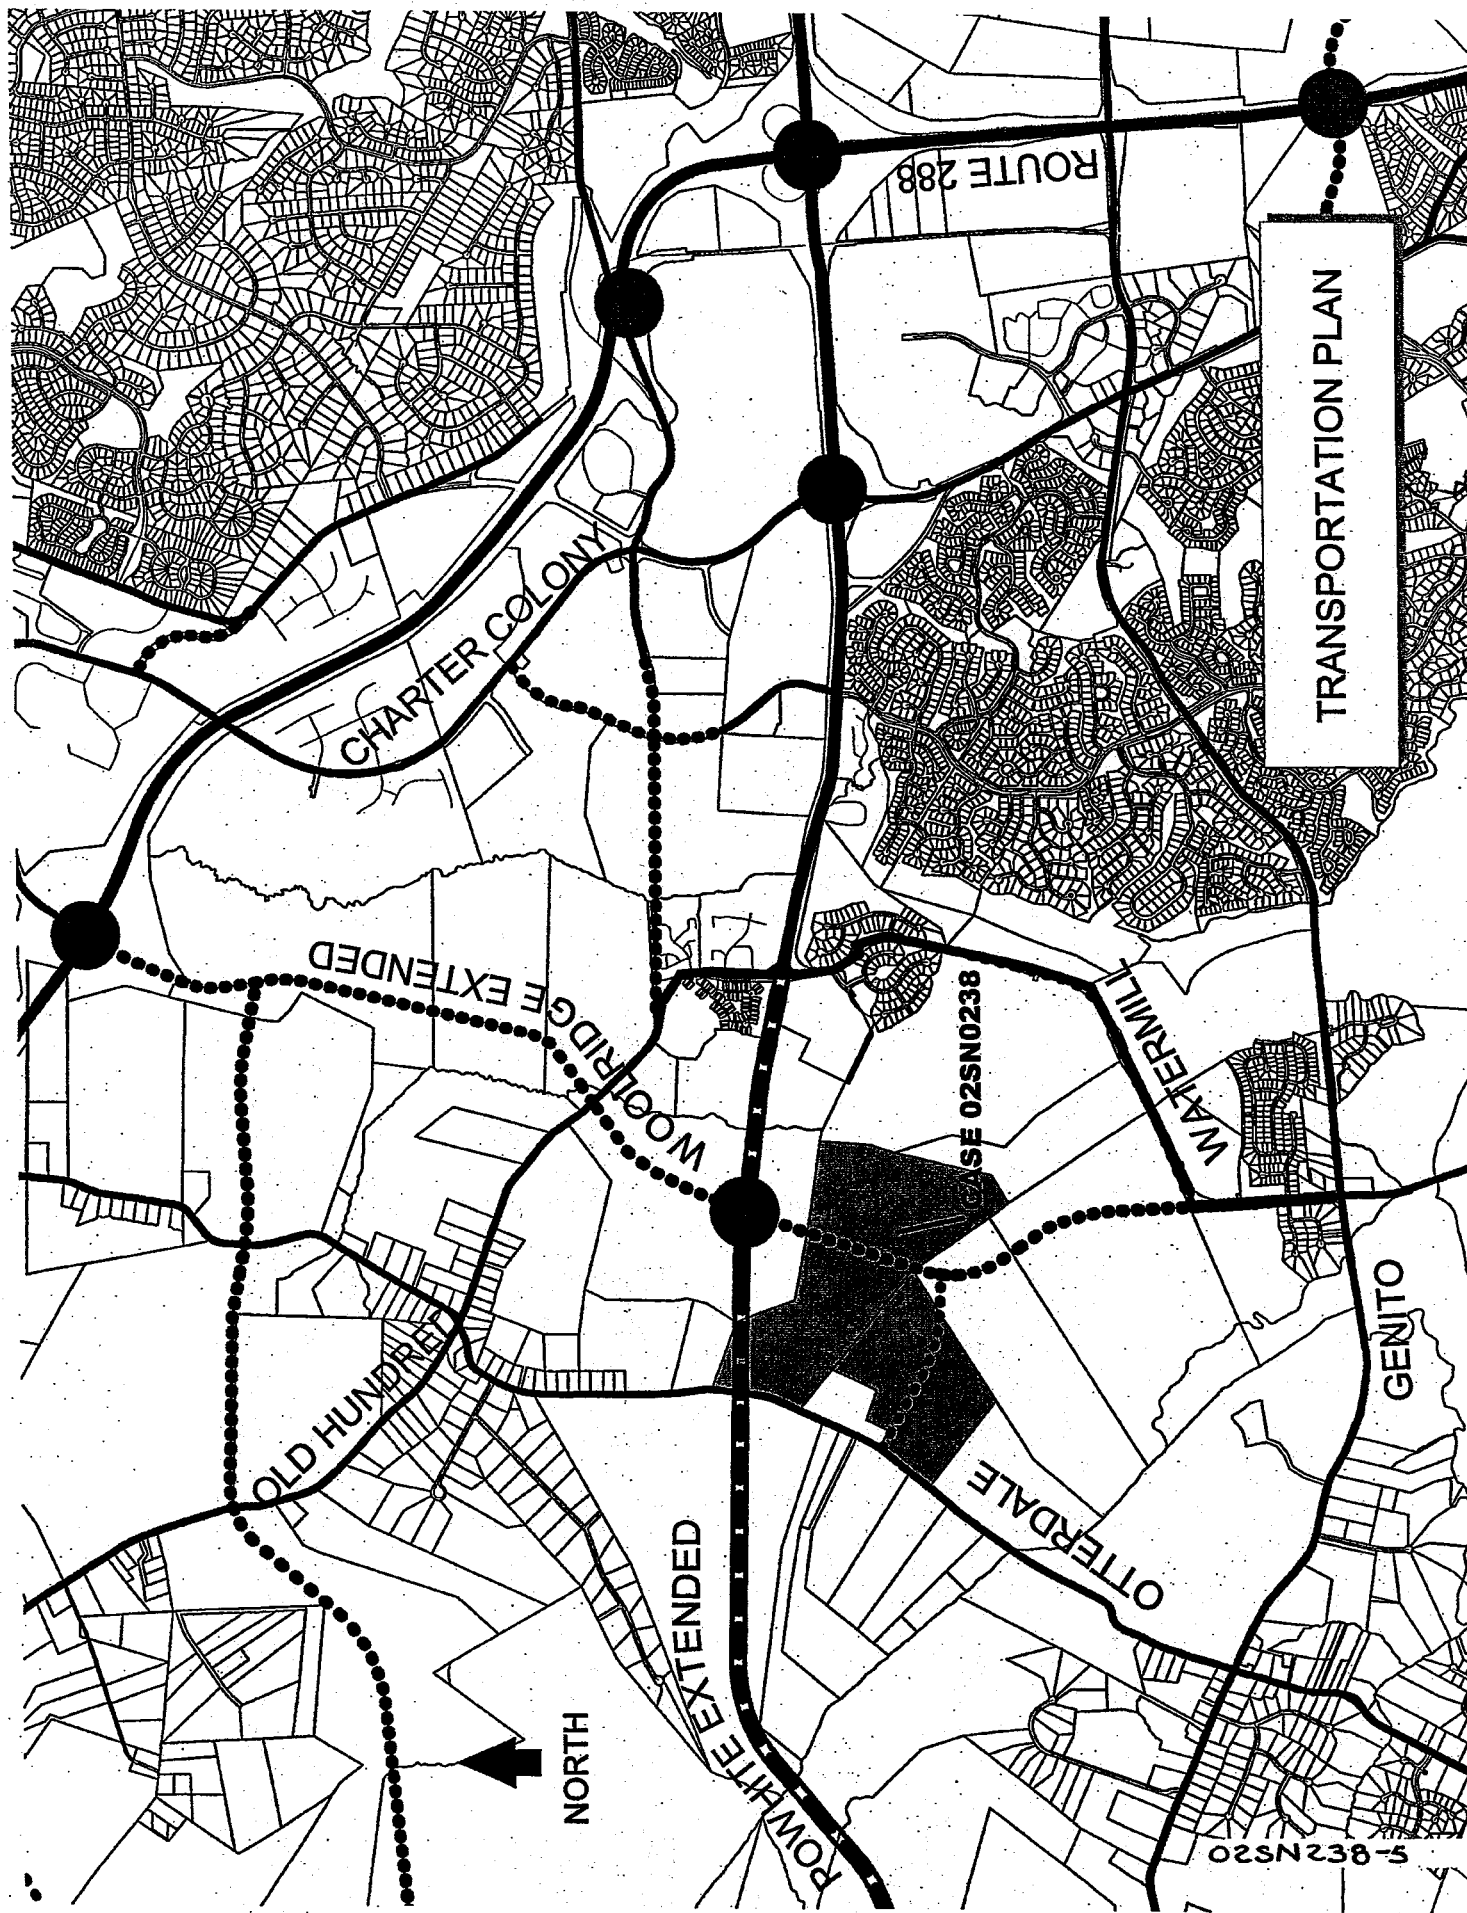 ROUTE 288
TRANSPORTATION PLAN
CHARTER COLONY
WOOLRIDGE EXTENDED
CASE 02SN0238
WATERMILL
OLD HUNDRED
GENITO
OTTERDALE
POWHITE EXTENDED
NORTH
02SN238-5